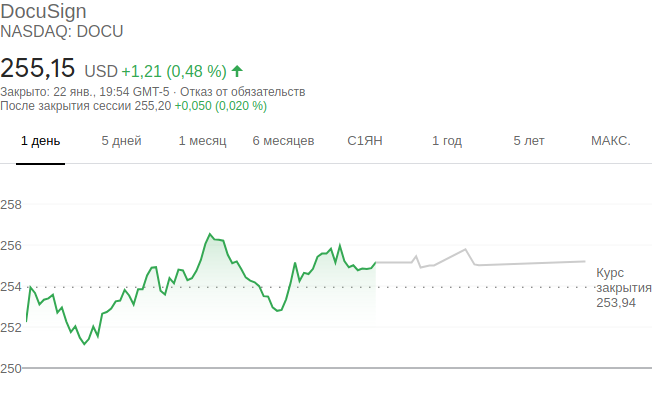 DocuSign
NASDAQ: DOCU
255,15 USD +1,21 (0,48 %)
Закрыто: 22 янв., 19:54 GMT-5 · Отказ от обязательств
После закрытия сессии 255,20 +0,050 (0,020 %)
1 день 5 дней 1 месяц 6 месяцев С1ЯН 1 год 5 лет МАКС.
258
256
254
252
250
Курс
закрытия
253,94